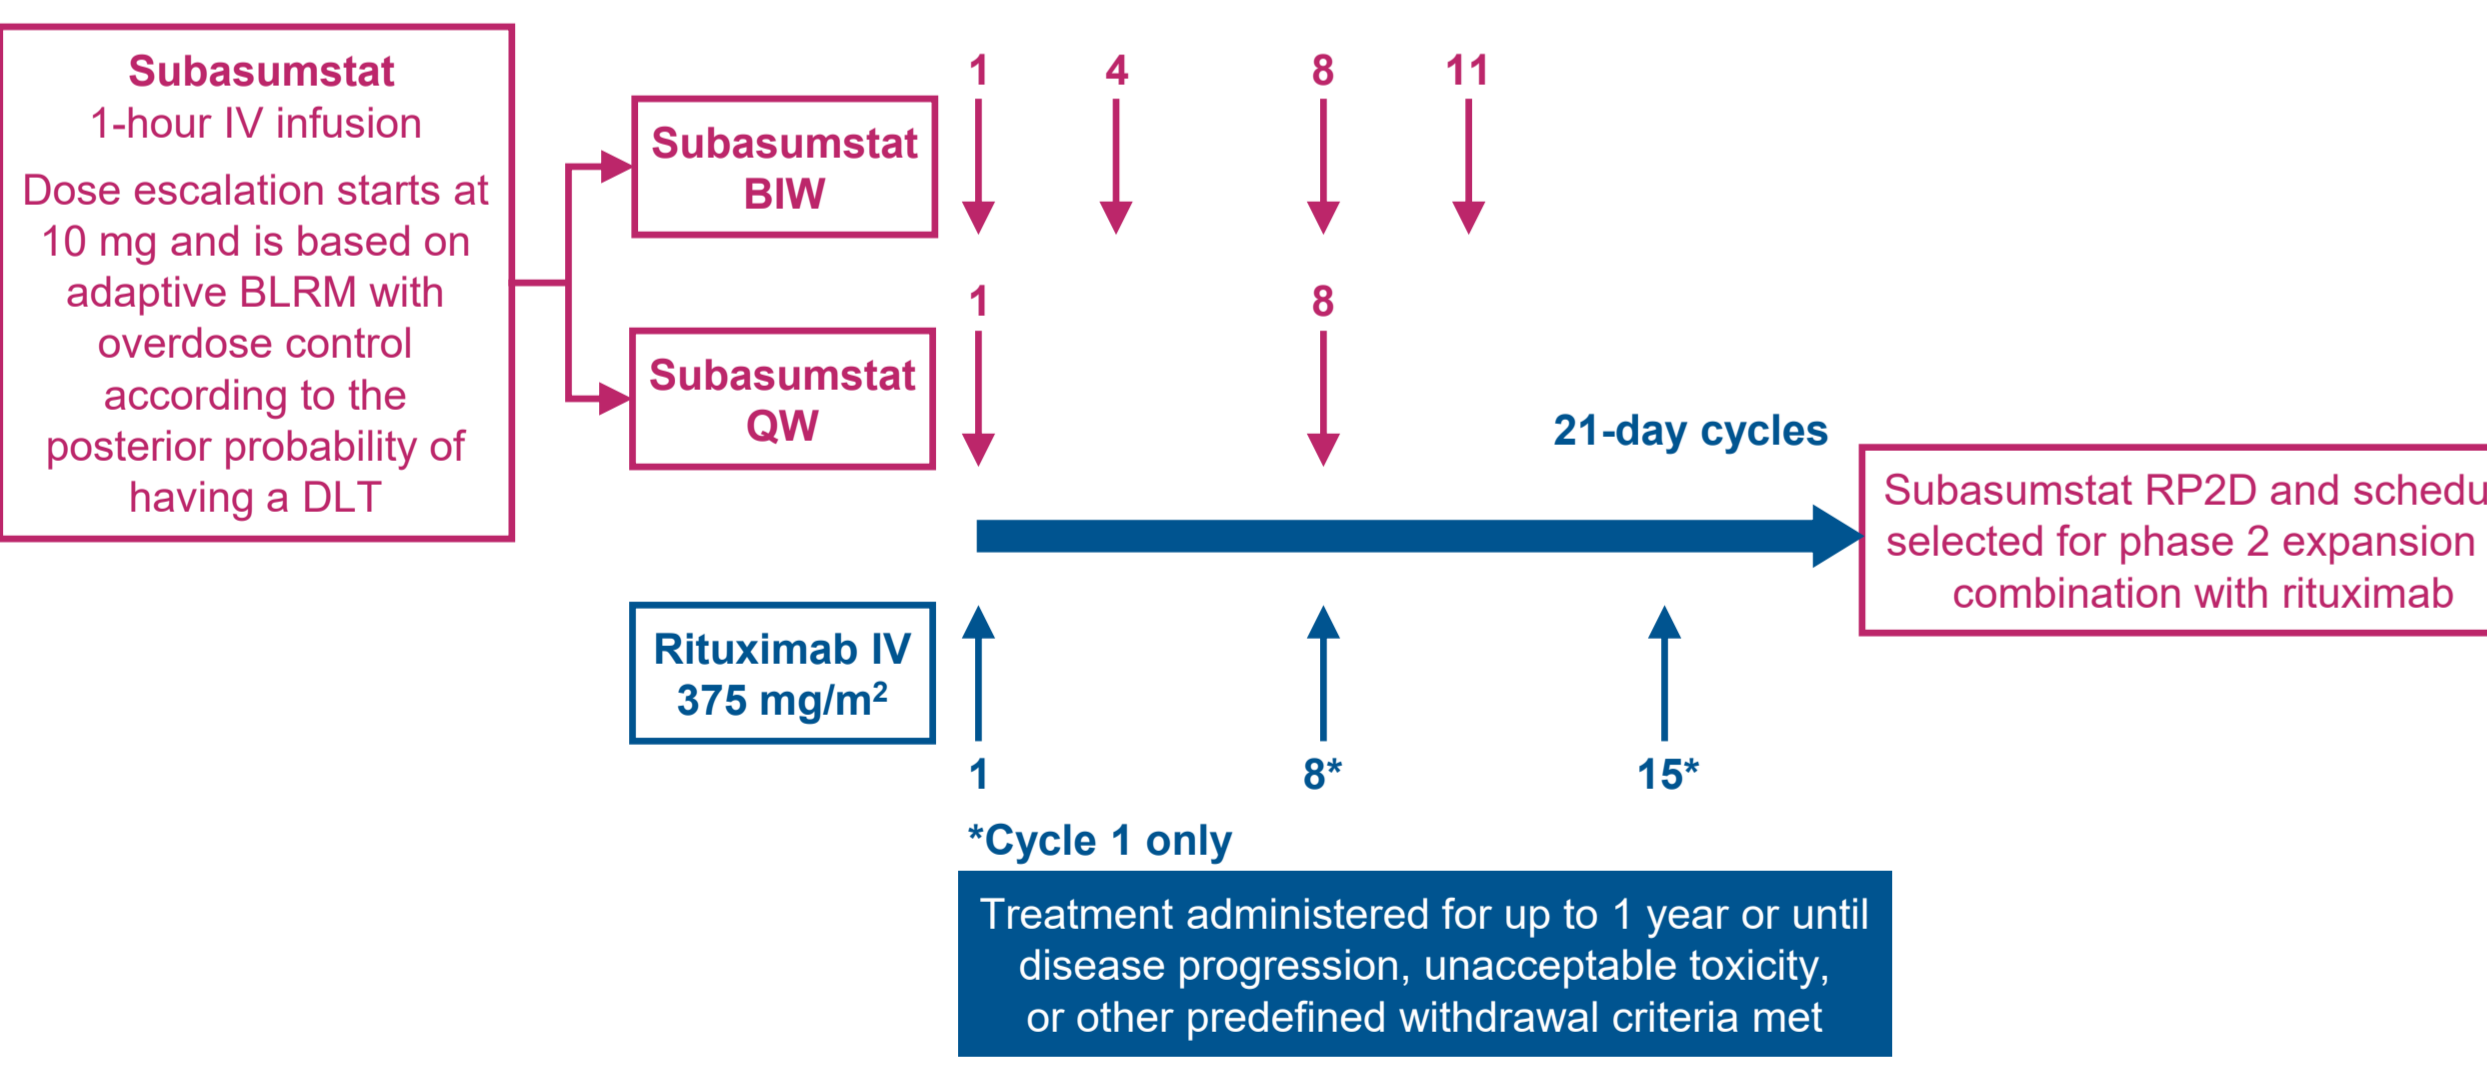 Subasumstat
1-hour IV infusion
Dose escalation starts at
10 mg and is based on
adaptive BLRM with
overdose control
according to the
posterior probability of
having a DLT
Subasumstat
BIW
1 4 8 11
Subasumstat
QW
1 8
21-day cycles
Subasumstat RP2D and
selected for phase 2 expansion
combination with rituximab
Rituximab IV
375 mg/m²
1 8* 15*
*Cycle 1 only
Treatment administered for up to 1 year or until
disease progression, unacceptable toxicity,
or other predefined withdrawal criteria met